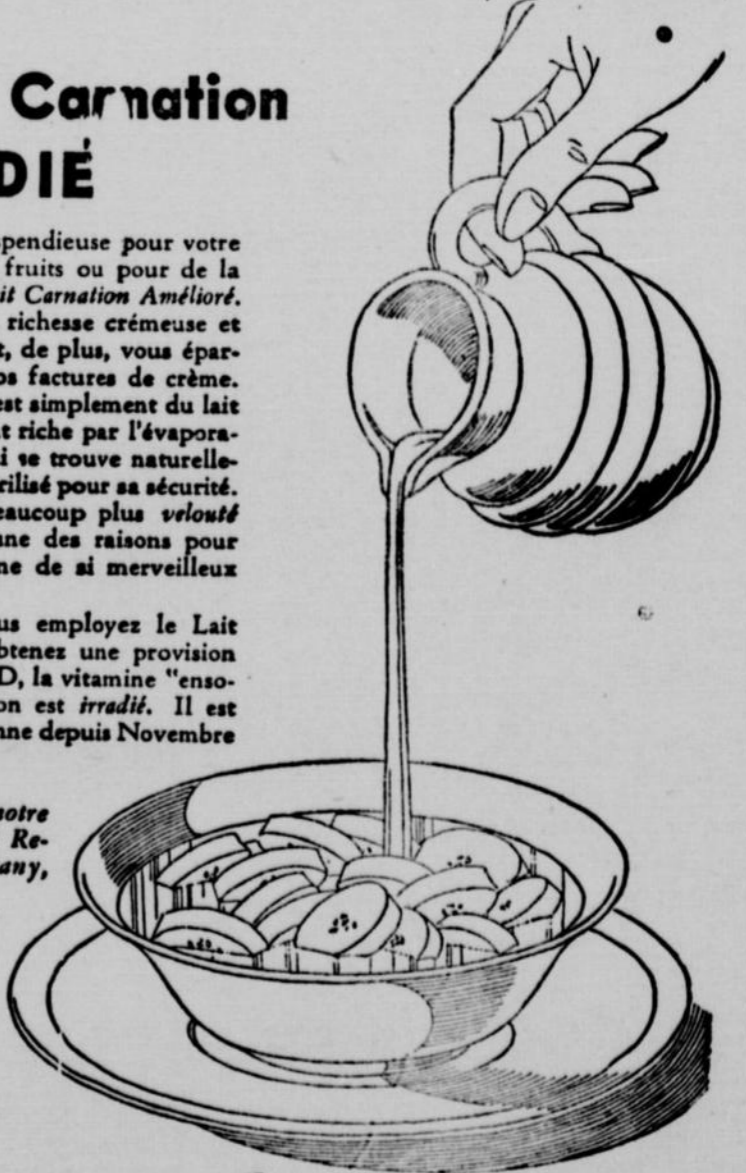 Carnation
DIÉ
spendieuse pour votre
fruits ou pour de la
it Carnation Amélioré.
richesse crémeuse et
t, de plus, vous épar-
os factures de crème.
est simplement du lait
t riche par l'évapora-
i se trouve naturelle-
rilisé pour sa sécurité.
eaucoup plus velouté
une des raisons pour
ne de si merveilleux
us employez le Lait
btenez une provision
D, la vitamine "enso-
on est irradié. Il est
nne depuis Novembre
notre
Re-
any,